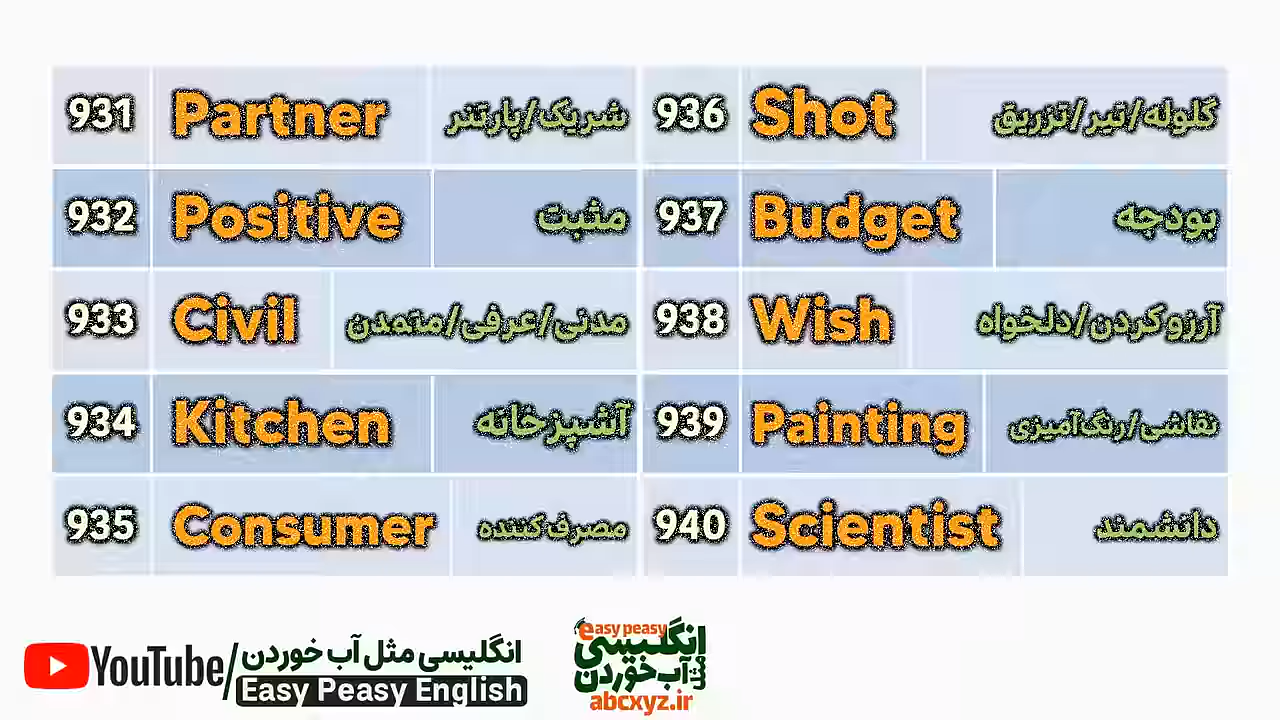 931 Partner شریک/پارتنر 936 Shot گلوله/تیر/تزریق
932 Positive مثبت 937 Budget بودجه
933 Civil مدنی/عرفی/متمدن 938 Wish آرزو کردن/دلخواه
934 Kitchen آشپزخانه 939 Painting نقاشی/رنگ‌آمیزی
935 Consumer مصرف‌کننده 940 Scientist دانشمند
YouTube/انگلیسی مثل آب خوردن
Easy Peasy English
easy peasy
انگلیسی
مثل آب خوردن
abcxyz.ir